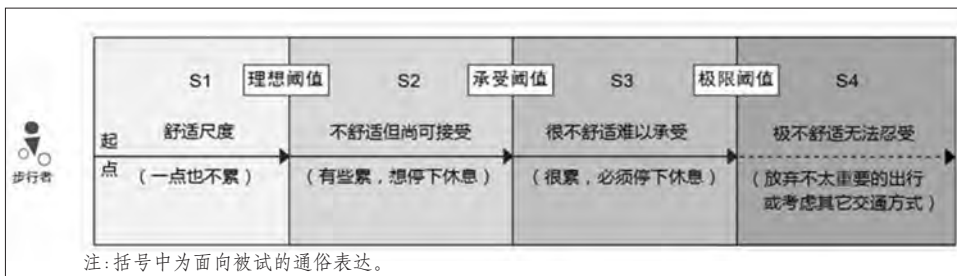 S1 理想阈值 S2 承受阈值 S3 极限阈值 S4
起点
舒适尺度 不舒适但尚可接受 很不舒适难以承受 极不舒适无法忍受
步行者
(一点也不累) (有些累,想停下休息) (很累,必须停下休息) (放弃不太重要的出行
或考虑其它交通方式)
注:括号中为面向被试的通俗表达。